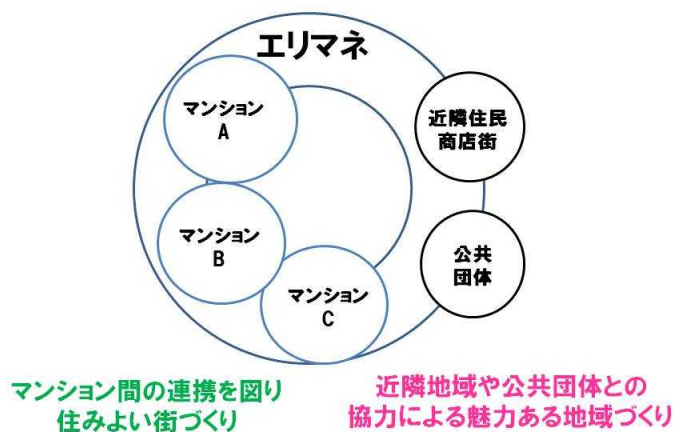 エリマネ
マンション
A
近隣住民
商店街
マンション
B
公共
団体
マンション
C
マンション間の連携を図り
住みよい街づくり
近隣地域や公共団体との
協力による魅力ある地域づくり